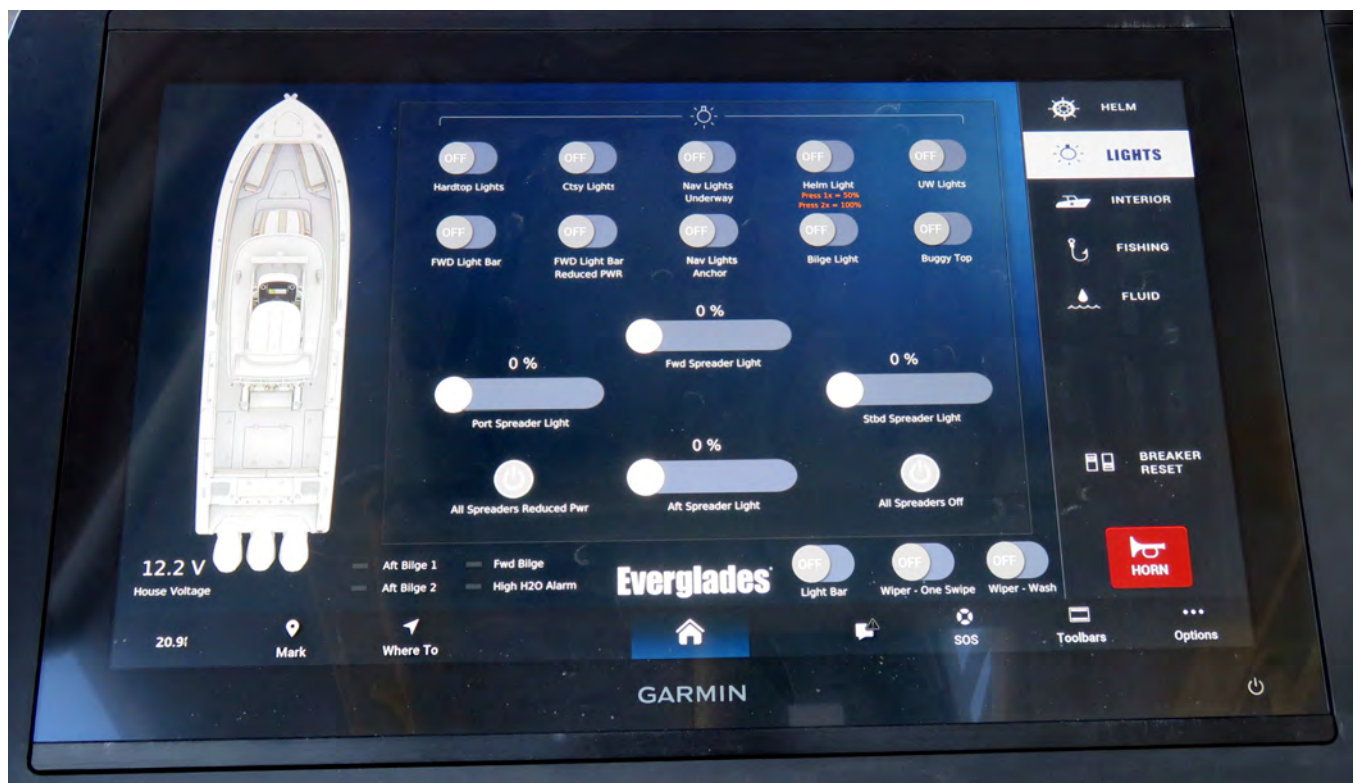 HELM
LIGHTS
INTERIOR
FISHING
FLUID
BREAKER
RESET
HORN
OFF OFF OFF OFF OFF
Hardtop Lights Ctsy Lights Nav Lights Underway Helm Light UW Lights
Press 1x = 50%
Press 2x = 100%
OFF OFF OFF OFF OFF
FWD Light Bar FWD Light Bar Reduced PWR Nav Lights Anchor Bilge Light Buggy Top
0 %
Fwd Spreader Light
0 % 0 %
Port Spreader Light Stbd Spreader Light
0 %
All Spreaders Reduced Pwr Aft Spreader Light All Spreaders Off
12.2 V
House Voltage
Aft Bilge 1 Fwd Bilge
Aft Bilge 2 High H2O Alarm
Everglades
OFF OFF OFF
Light Bar Wiper - One Swipe Wiper - Wash
Mark Where To SOS Toolbars Options
GARMIN